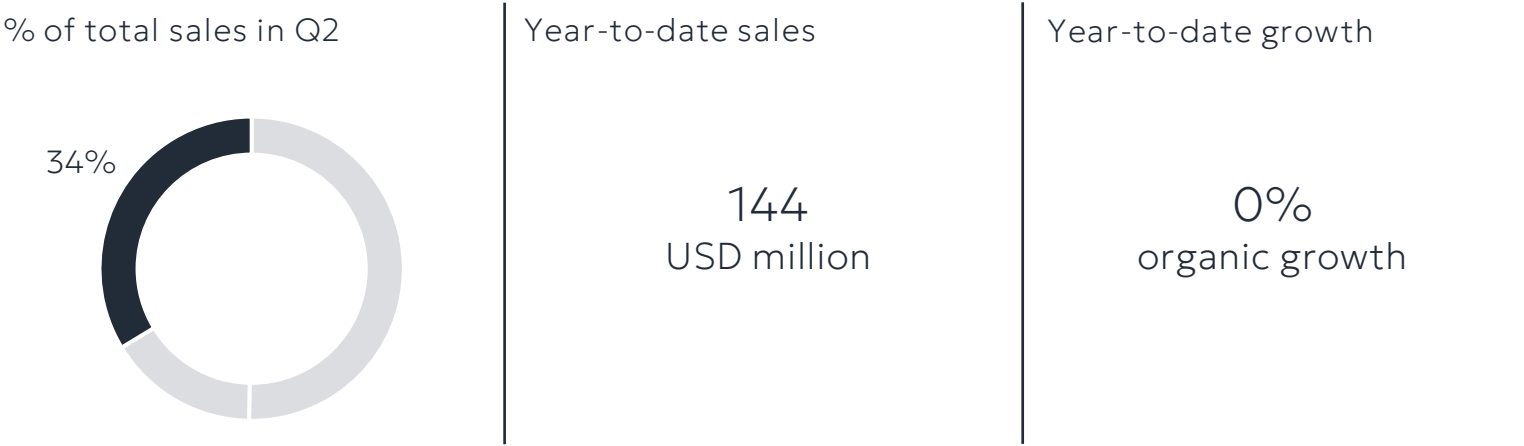 % of total sales in Q2
34%
Year-to-date sales
144
USD million
Year-to-date growth
0%
organic growth